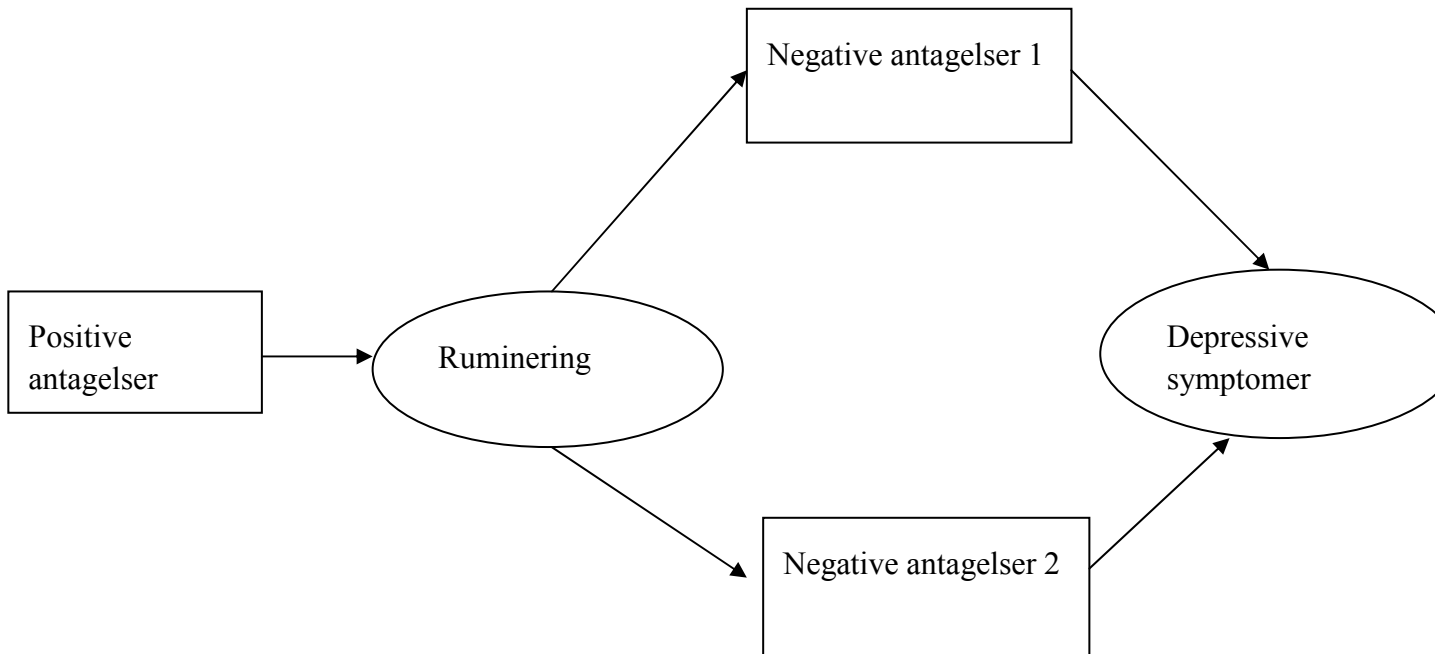 Negative antagelser 1
Positive
antagelser
Ruminering
Depressive
symptomer
Negative antagelser 2